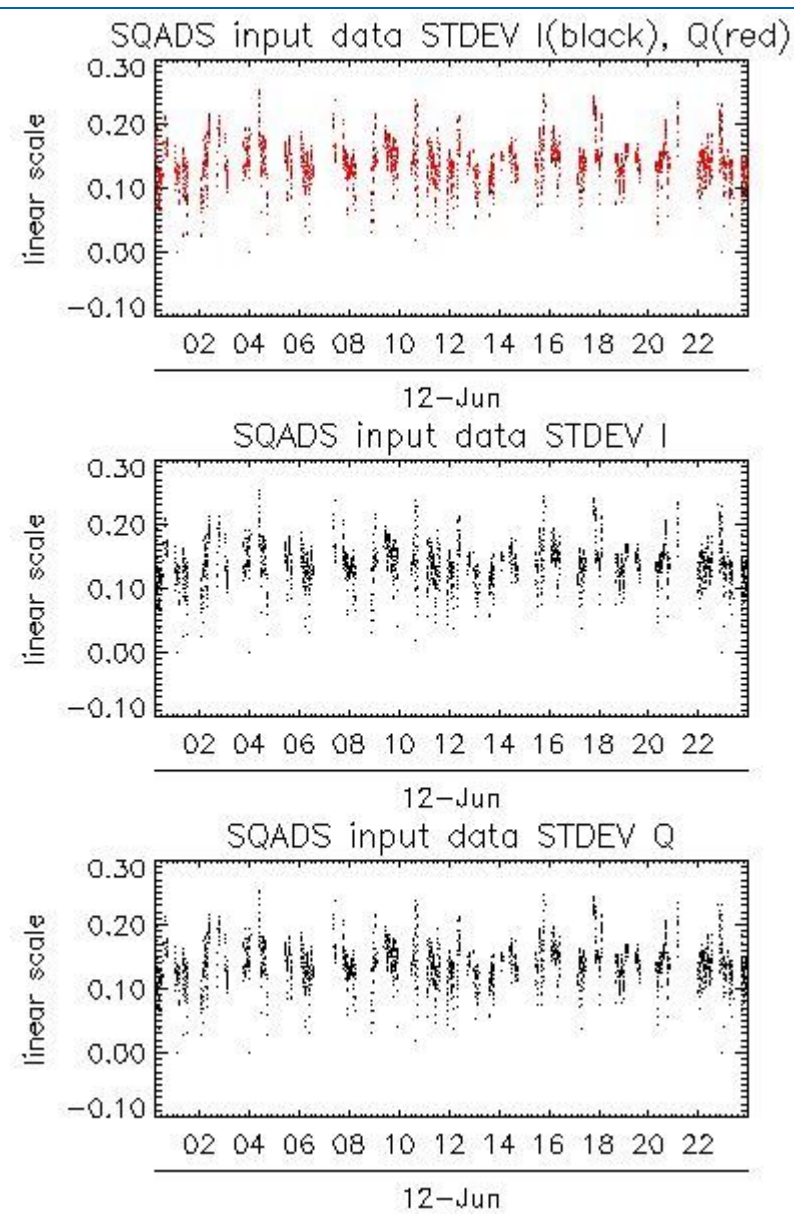 SQADS input data STDEV I(black), Q(red)
0.30
0.20
0.10
0.00
-0.10
linear scale
02 04 06 08 10 12 14 16 18 20 22
12-Jun
SQADS input data STDEV I
0.30
0.20
0.10
0.00
-0.10
linear scale
02 04 06 08 10 12 14 16 18 20 22
12-Jun
SQADS input data STDEV Q
0.30
0.20
0.10
0.00
-0.10
linear scale
02 04 06 08 10 12 14 16 18 20 22
12-Jun